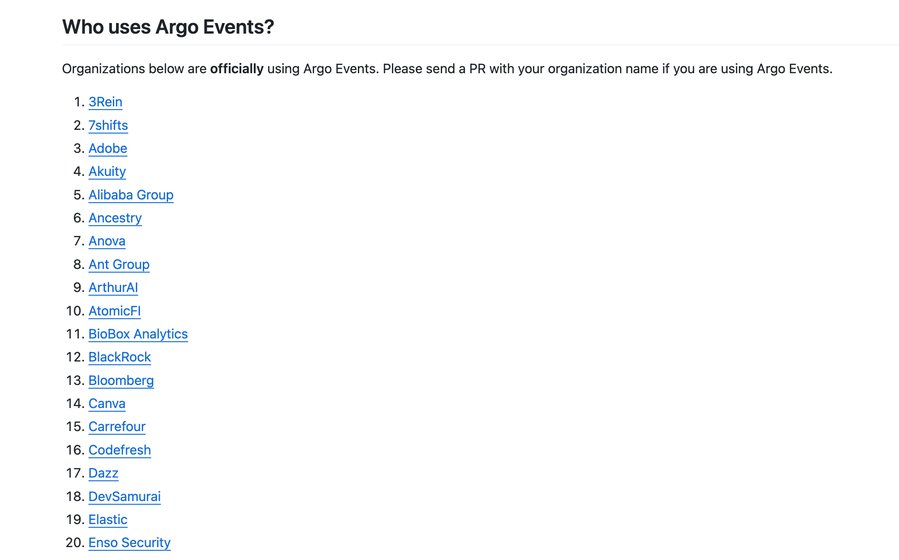 Who uses Argo Events?
Organizations below are officially using Argo Events. Please send a PR with your organization name if you are using Argo Events.
1. 3Rein
2. 7shifts
3. Adobe
4. Akuity
5. Alibaba Group
6. Ancestry
7. Anova
8. Ant Group
9. ArthurAI
10. AtomicFI
11. BioBox Analytics
12. BlackRock
13. Bloomberg
14. Canva
15. Carrefour
16. Codefresh
17. Dazz
18. DevSamurai
19. Elastic
20. Enso Security